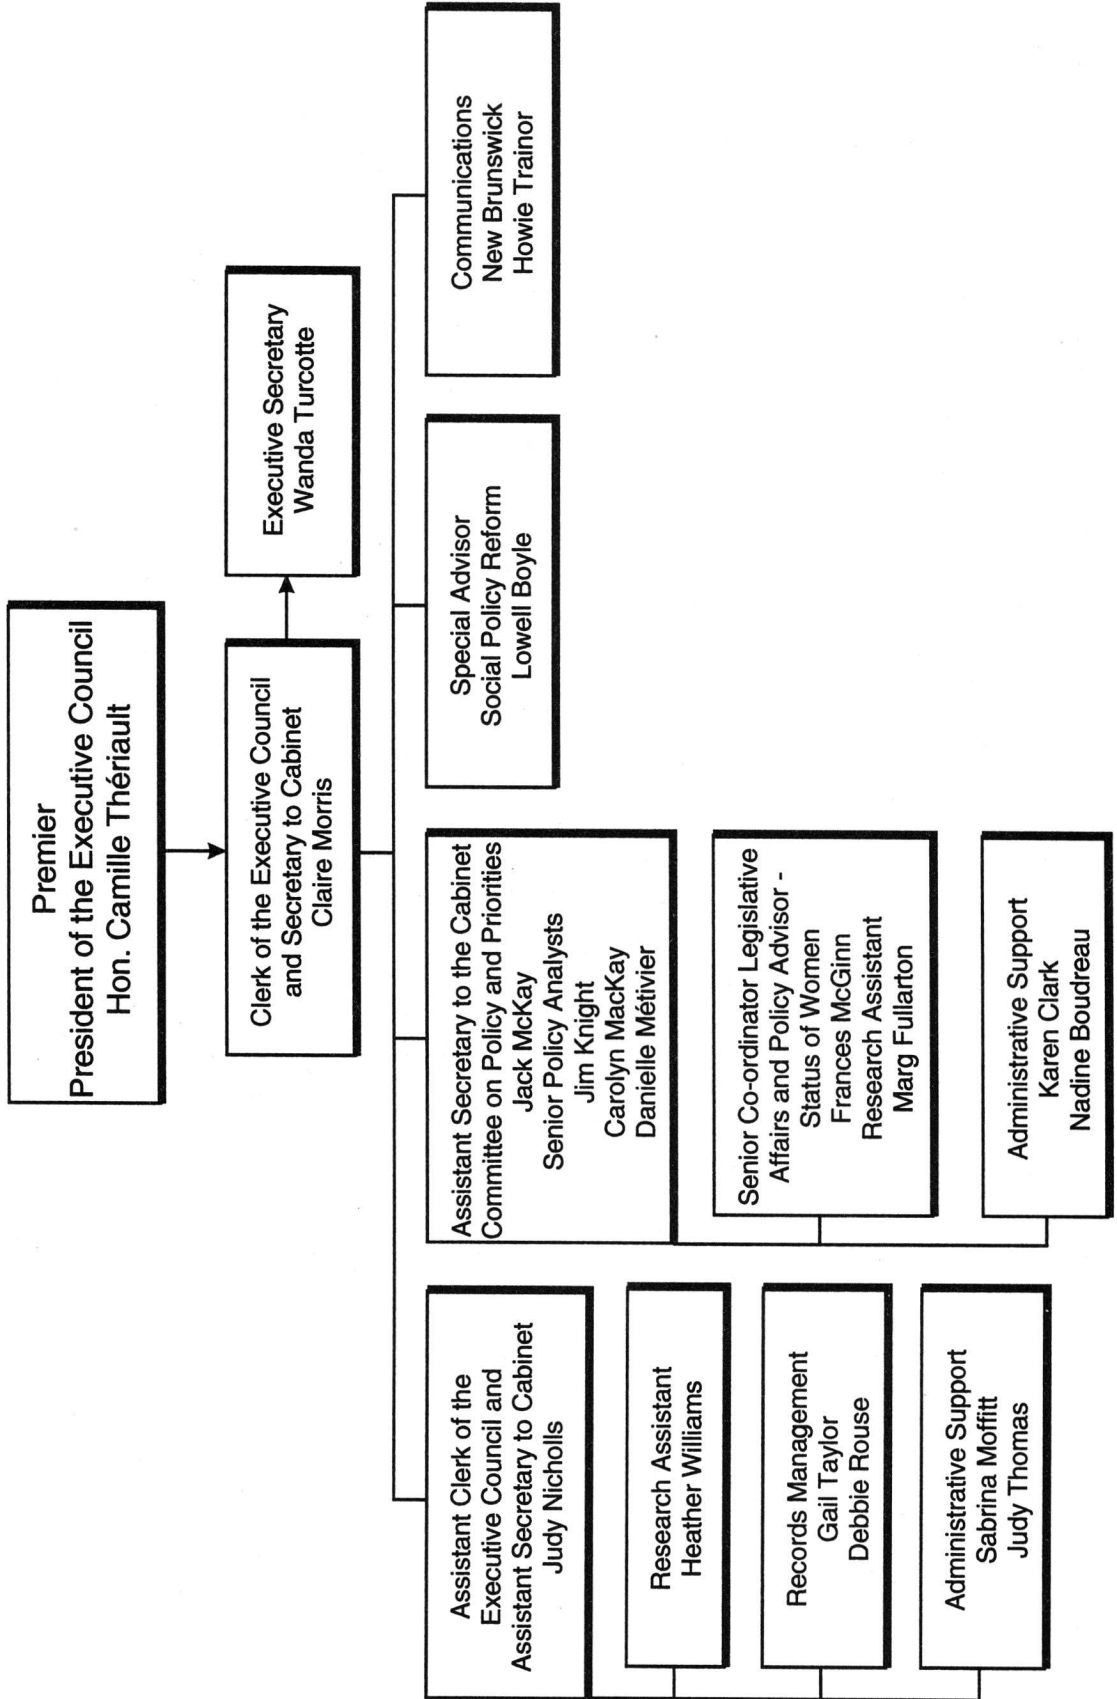 Premier
President of the Executive Council
Hon. Camille Thériault
Clerk of the Executive Council
and Secretary to Cabinet
Claire Morris
Executive Secretary
Wanda Turcotte
Assistant Clerk of the
Executive Council and
Assistant Secretary to Cabinet
Judy Nicholls
Research Assistant
Heather Williams
Records Management
Gail Taylor
Debbie Rouse
Administrative Support
Sabrina Moffitt
Judy Thomas
Assistant Secretary to the Cabinet
Committee on Policy and Priorities
Jack McKay
Senior Policy Analysts
Jim Knight
Carolyn MacKay
Danielle Métivier
Senior Co-ordinator Legislative
Affairs and Policy Advisor -
Status of Women
Frances McGinn
Research Assistant
Marg Fullarton
Administrative Support
Karen Clark
Nadine Boudreau
Special Advisor
Social Policy Reform
Lowell Boyle
Communications
New Brunswick
Howie Trainor